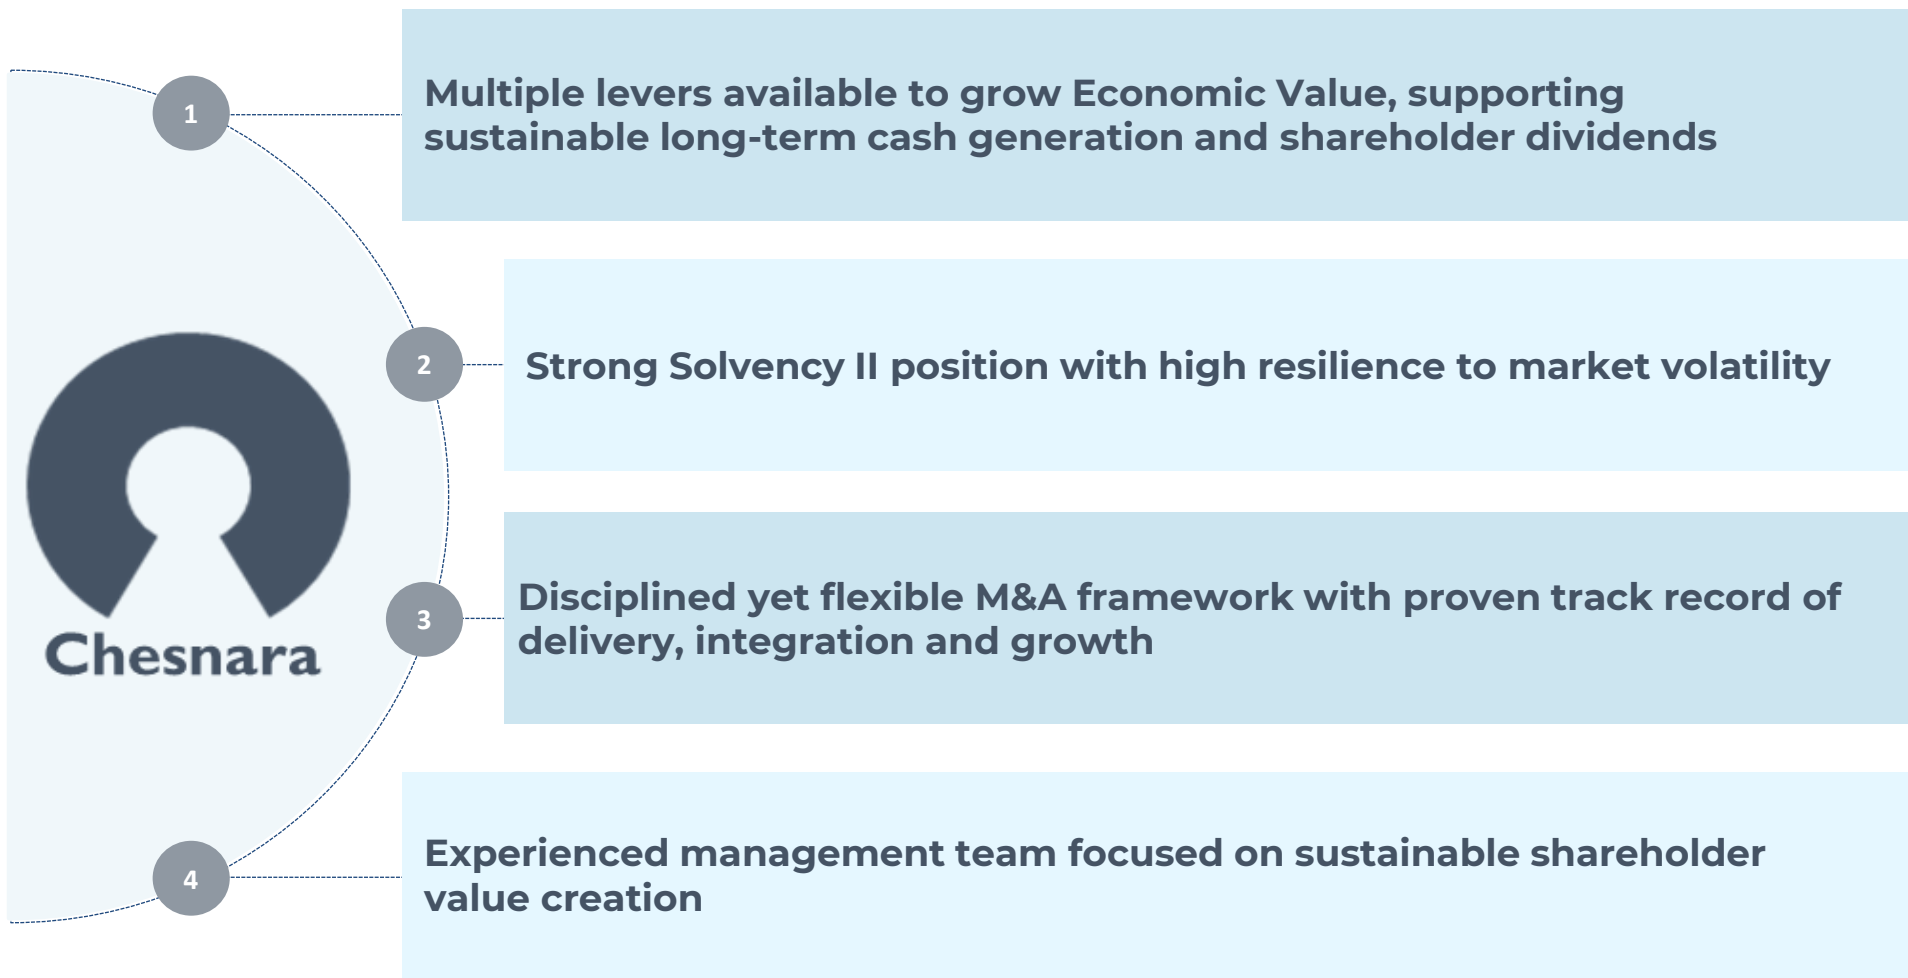 1
Multiple levers available to grow Economic Value, supporting
sustainable long-term cash generation and shareholder dividends
2
Strong Solvency II position with high resilience to market volatility
3
Disciplined yet flexible M&A framework with proven track record of
delivery, integration and growth
Chesnara
4
Experienced management team focused on sustainable shareholder
value creation